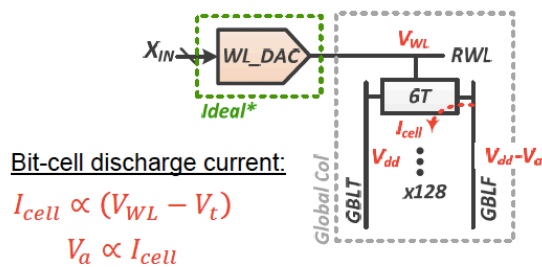 X_IN
WL_DAC
Ideal*
V_WL
RWL
6T
I_cell
V_dd
V_dd-V_a
x128
GBLT
GBLF
Global Col
Bit-cell discharge current:
I_cell ∝ (V_WL − V_t)
V_a ∝ I_cell